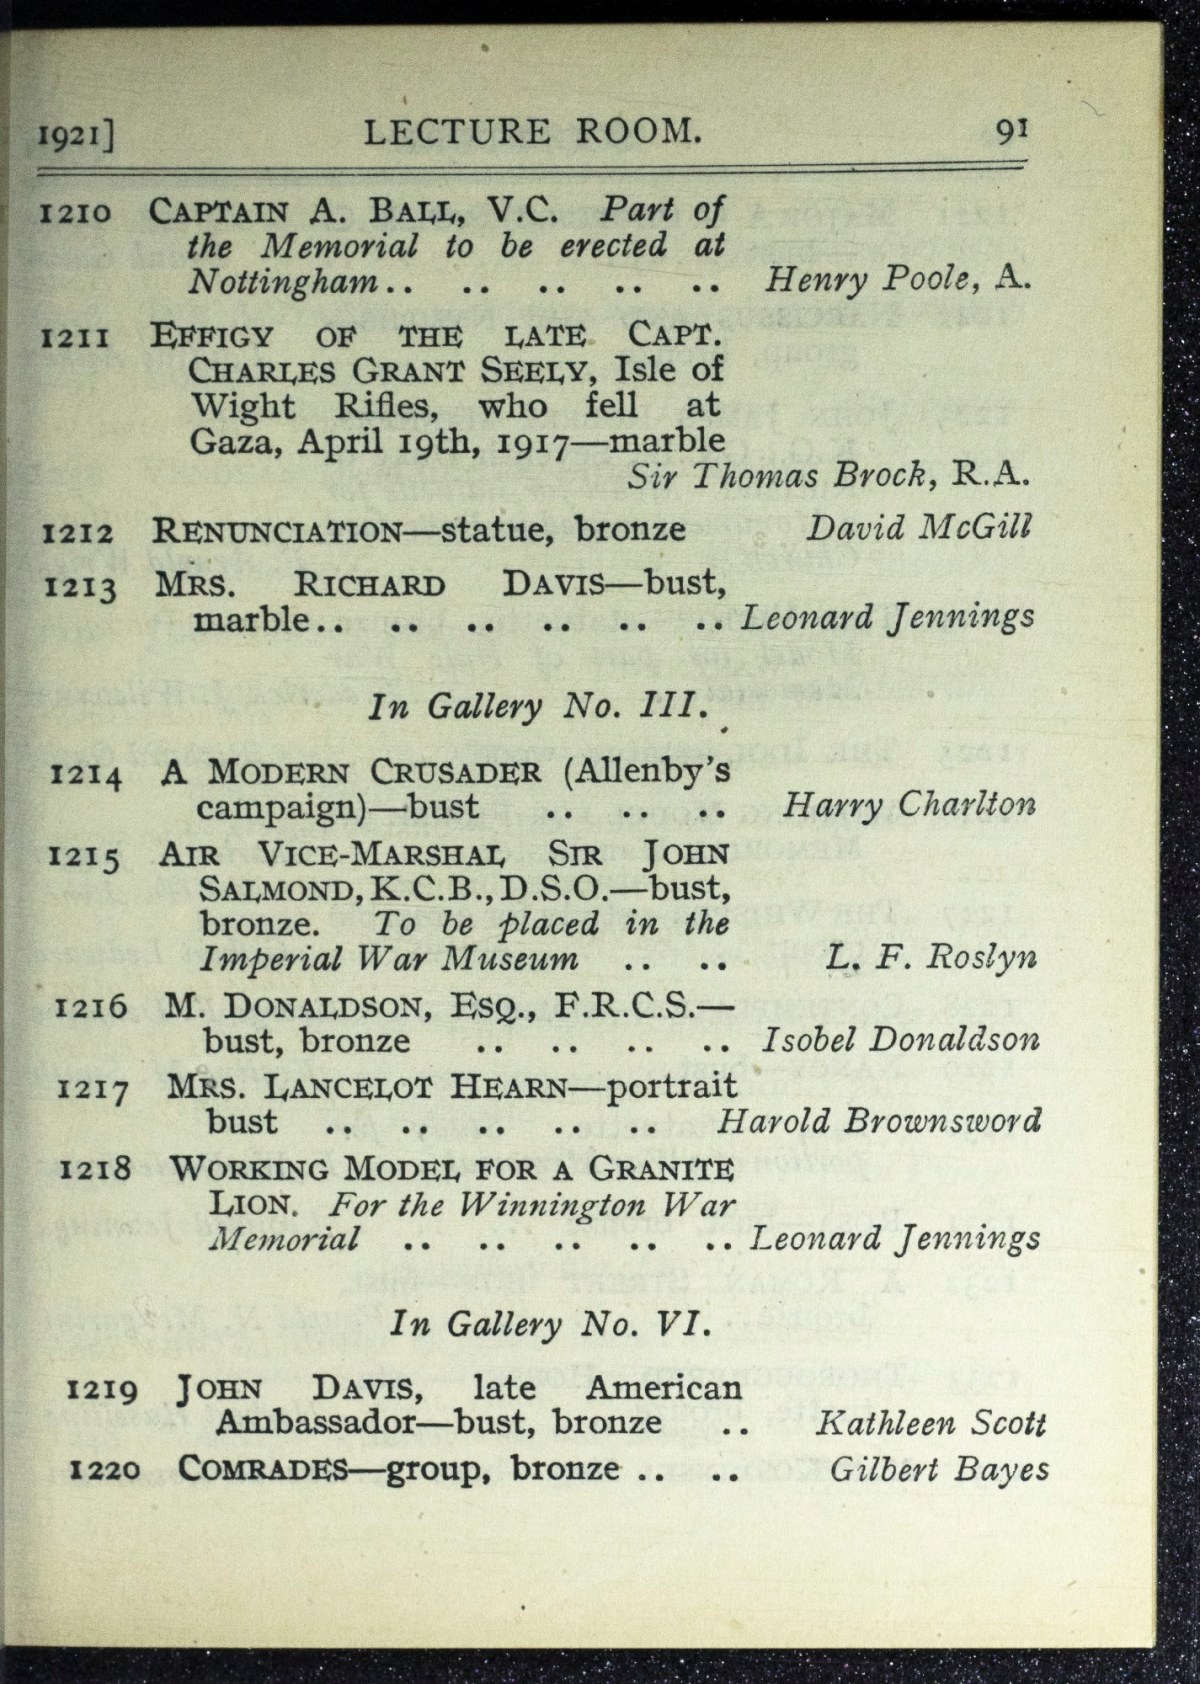 1921] LECTURE ROOM. 91
1210 CAPTAIN A. BALL, V.C. Part of
the Memorial to be erected at
Nottingham .. .. .. .. .. Henry Poole, A.
1211 EFFIGY OF THE LATE CAPT.
CHARLES GRANT SEELY, Isle of
Wight Rifles, who fell at
Gaza, April 19th, 1917—marble
Sir Thomas Brock, R.A.
1212 RENUNCIATION—statue, bronze David McGill
1213 MRS. RICHARD DAVIS—bust,
marble .. .. .. .. .. .. Leonard Jennings
In Gallery No. III.
1214 A MODERN CRUSADER (Allenby's
campaign)—bust .. .. .. Harry Charlton
1215 AIR VICE-MARSHAL SIR JOHN
SALMOND, K.C.B., D.S.O.—bust,
bronze. To be placed in the
Imperial War Museum .. .. L. F. Roslyn
1216 M. DONALDSON, ESQ., F.R.C.S.—
bust, bronze .. .. .. .. Isobel Donaldson
1217 MRS. LANCELOT HEARN—portrait
bust .. .. .. .. .. Harold Brownsword
1218 WORKING MODEL FOR A GRANITE
LION. For the Winnington War
Memorial .. .. .. .. .. Leonard Jennings
In Gallery No. VI.
1219 JOHN DAVIS, late American
Ambassador—bust, bronze .. Kathleen Scott
1220 COMRADES—group, bronze .. .. Gilbert Bayes